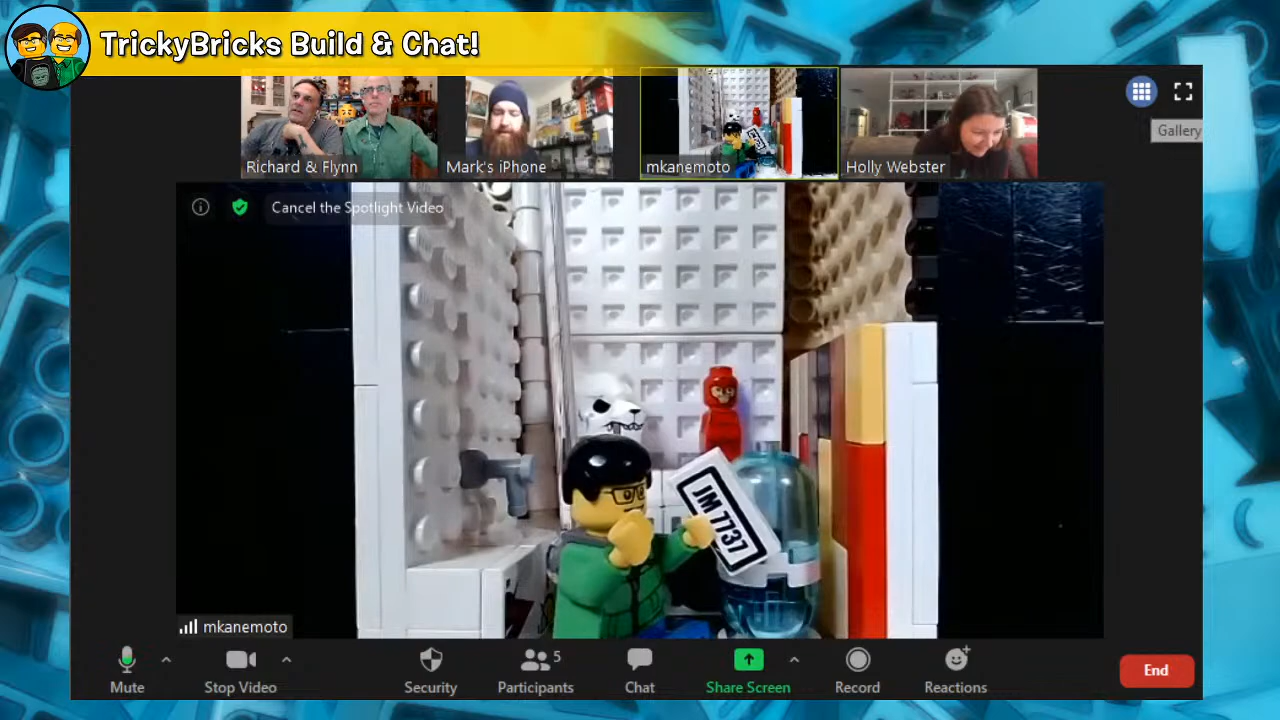 TrickyBricks Build & Chat!
Richard & Flynn
Mark's iPhone
mkanemoto
Holly Webster
Gallery
Cancel the Spotlight Video
JM 7737
mkanemoto
Mute
Stop Video
Security
Participants
5
Chat
Share Screen
Record
Reactions
End